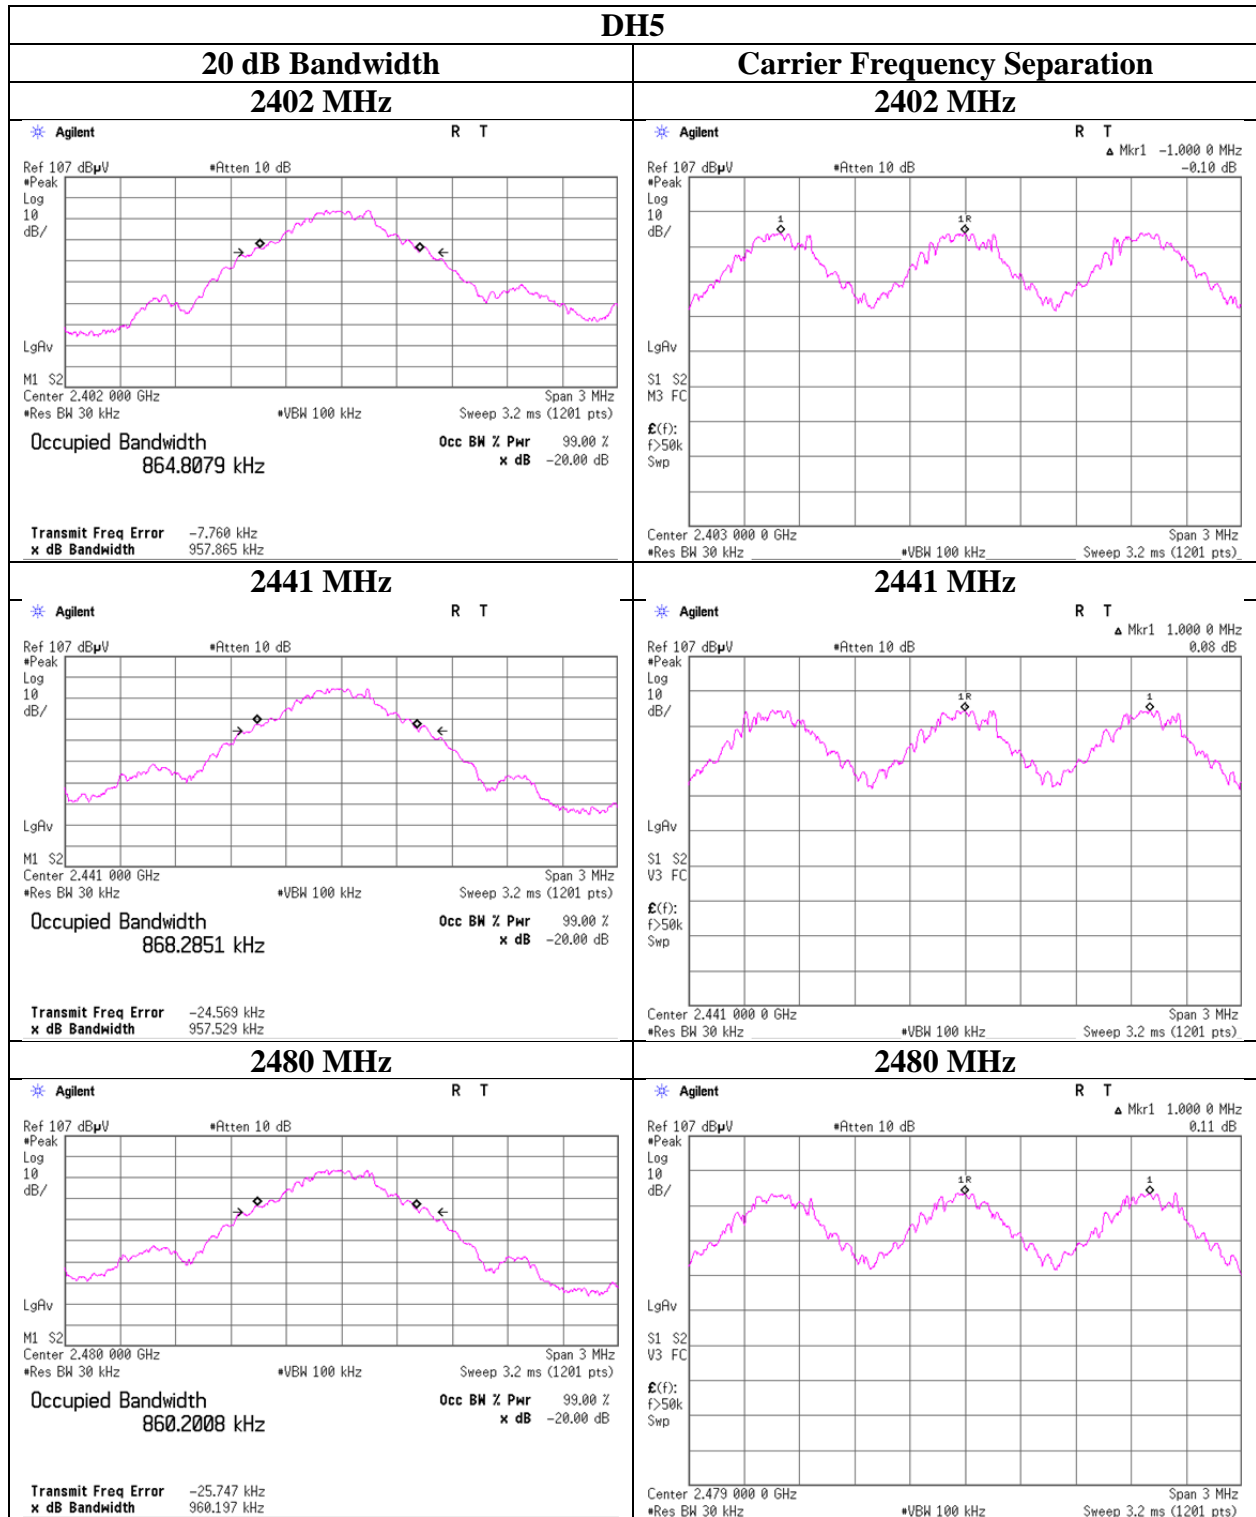 DH5
20 dB Bandwidth
Carrier Frequency Separation
2402 MHz
2402 MHz
Agilent R T
Ref 107 dBµV #Atten 10 dB
#Peak
Log
10
dB/
LgAv
M1 S2
Center 2.402 000 GHz Span 3 MHz
#Res BW 30 kHz #VBW 100 kHz Sweep 3.2 ms (1201 pts)
Occupied Bandwidth Occ BW % Pwr 99.00 %
864.8079 kHz x dB -20.00 dB
Transmit Freq Error -7.760 kHz
x dB Bandwidth 957.865 kHz
Agilent R T
Δ Mkr1 -1.000 0 MHz
Ref 107 dBµV #Atten 10 dB -0.10 dB
#Peak
Log
10
dB/
1 1R
LgAv
S1 S2
M3 FC
£(f):
f>50k
Swp
Center 2.403 000 0 GHz Span 3 MHz
#Res BW 30 kHz #VBW 100 kHz Sweep 3.2 ms (1201 pts)
2441 MHz
2441 MHz
Agilent R T
Ref 107 dBµV #Atten 10 dB
#Peak
Log
10
dB/
LgAv
M1 S2
Center 2.441 000 GHz Span 3 MHz
#Res BW 30 kHz #VBW 100 kHz Sweep 3.2 ms (1201 pts)
Occupied Bandwidth Occ BW % Pwr 99.00 %
868.2851 kHz x dB -20.00 dB
Transmit Freq Error -24.569 kHz
x dB Bandwidth 957.529 kHz
Agilent R T
Δ Mkr1 1.000 0 MHz
Ref 107 dBµV #Atten 10 dB 0.08 dB
#Peak
Log
10
dB/
1R 1
LgAv
S1 S2
V3 FC
£(f):
f>50k
Swp
Center 2.441 000 0 GHz Span 3 MHz
#Res BW 30 kHz #VBW 100 kHz Sweep 3.2 ms (1201 pts)
2480 MHz
2480 MHz
Agilent R T
Ref 107 dBµV #Atten 10 dB
#Peak
Log
10
dB/
LgAv
M1 S2
Center 2.480 000 GHz Span 3 MHz
#Res BW 30 kHz #VBW 100 kHz Sweep 3.2 ms (1201 pts)
Occupied Bandwidth Occ BW % Pwr 99.00 %
860.2008 kHz x dB -20.00 dB
Transmit Freq Error -25.747 kHz
x dB Bandwidth 960.197 kHz
Agilent R T
Δ Mkr1 1.000 0 MHz
Ref 107 dBµV #Atten 10 dB 0.11 dB
#Peak
Log
10
dB/
1R 1
LgAv
S1 S2
V3 FC
£(f):
f>50k
Swp
Center 2.479 000 0 GHz Span 3 MHz
#Res BW 30 kHz #VBW 100 kHz Sweep 3.2 ms (1201 pts)